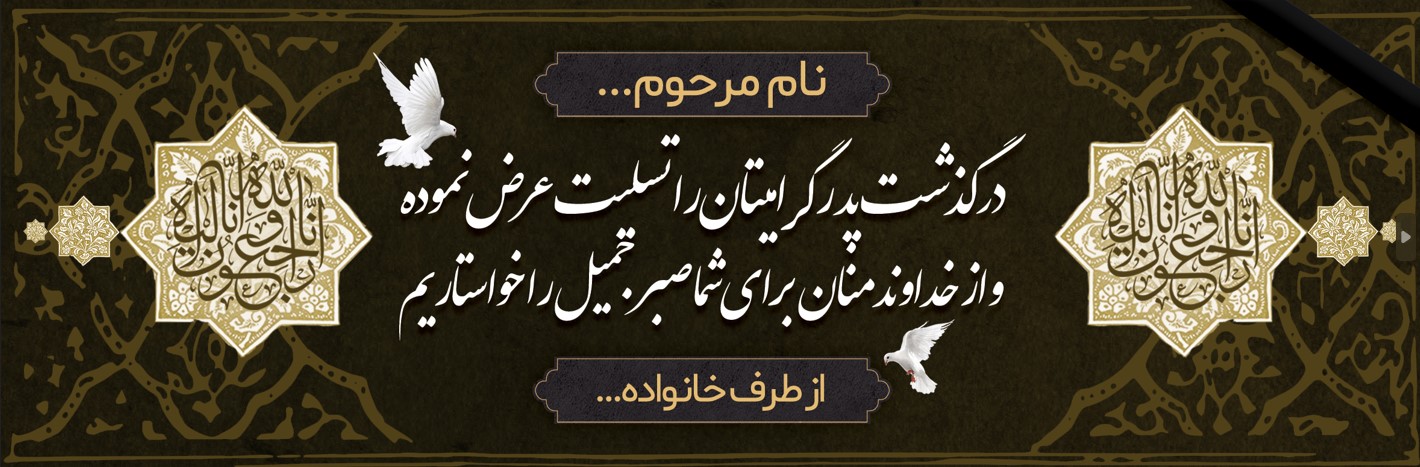 نام مرحوم...
انا لله و انا الیه راجعون
درگذشت پدر گرامیتان را تسلیت عرض نموده
و از خداوند منان برای شما صبر جمیل را خواستاریم
انا لله و انا الیه راجعون
از طرف خانواده...